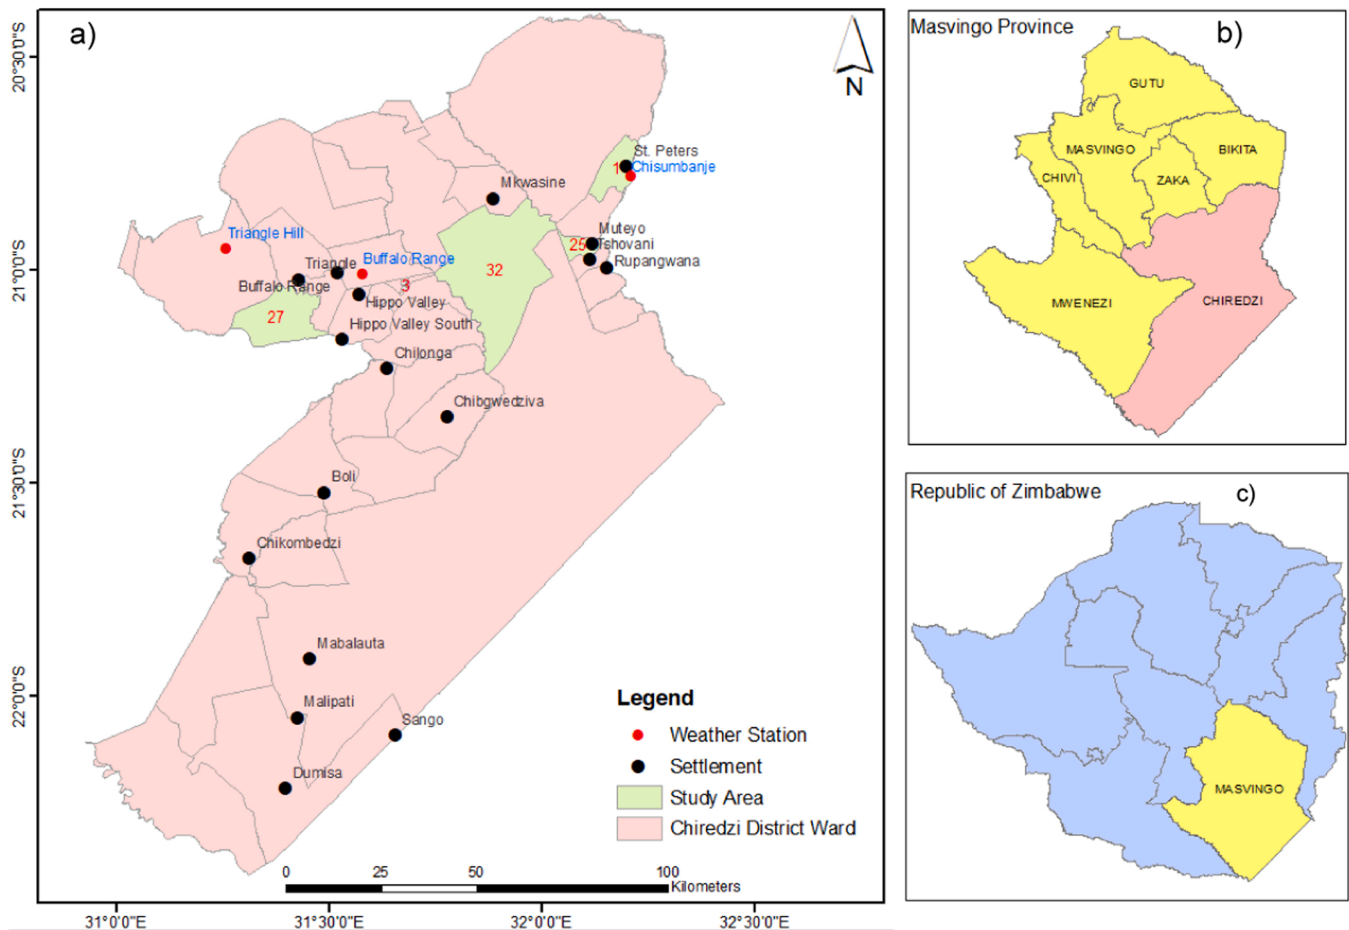 a)
N
20°30'0"S
21°0'0"S
21°30'0"S
22°0'0"S
St. Peters
1
Chisumbanje
Mkwasine
Muteyo
Triangle Hill
25
Tshovani
Buffalo Range
Triangle
Rupangwana
32
Buffalo Range
3
Hippo Valley
27
Hippo Valley South
Chilonga
Chibgwedziva
Boli
Chikombedzi
Mabalauta
Malipati
Sango
Dumisa
Legend
Weather Station
Settlement
Study Area
Chiredzi District Ward
0 25 50 100
Kilometers
31°0'0"E 31°30'0"E 32°0'0"E 32°30'0"E
Masvingo Province b)
GUTU
MASVINGO
BIKITA
CHIVI
ZAKA
MWENEZI
CHIREDZI
Republic of Zimbabwe c)
MASVINGO